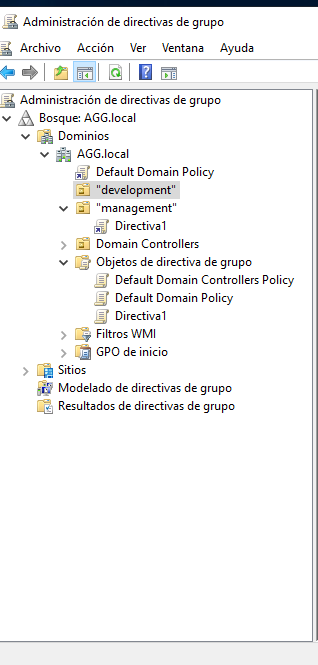 Administración de directivas de grupo
Archivo Acción Ver Ventana Ayuda
Administración de directivas de grupo
Bosque: AGG.local
Dominios
AGG.local
Default Domain Policy
"development"
"management"
Directiva1
Domain Controllers
Objetos de directiva de grupo
Default Domain Controllers Policy
Default Domain Policy
Directiva1
Filtros WMI
GPO de inicio
Sitios
Modelado de directivas de grupo
Resultados de directivas de grupo